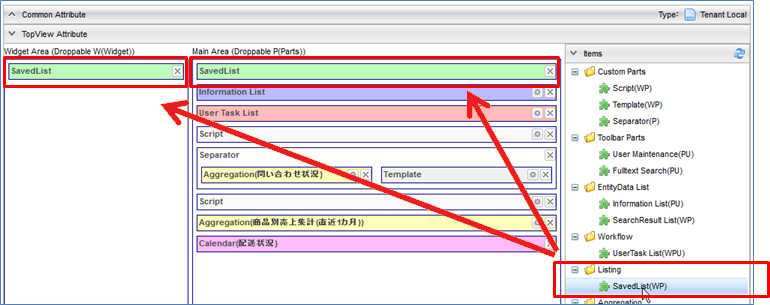 Common Attribute
Type: Tenant Local
TopView Attribute
Widget Area (Droppable W(Widget))
SavedList
Main Area (Droppable P(Parts))
SavedList
Information List
User Task List
Script
Separator
Aggregation(問い合わせ状況)
Template
Script
Aggregation(商品別売上集計(直近1カ月))
Calendar(配送状況)
Items
Custom Parts
Script(WP)
Template(WP)
Separator(P)
Toolbar Parts
User Maintenance(PU)
Fulltext Search(PU)
EntityData List
Information List(PU)
SearchResult List(WP)
Workflow
UserTask List(WPU)
Listing
SavedList(WP)
Aggregating